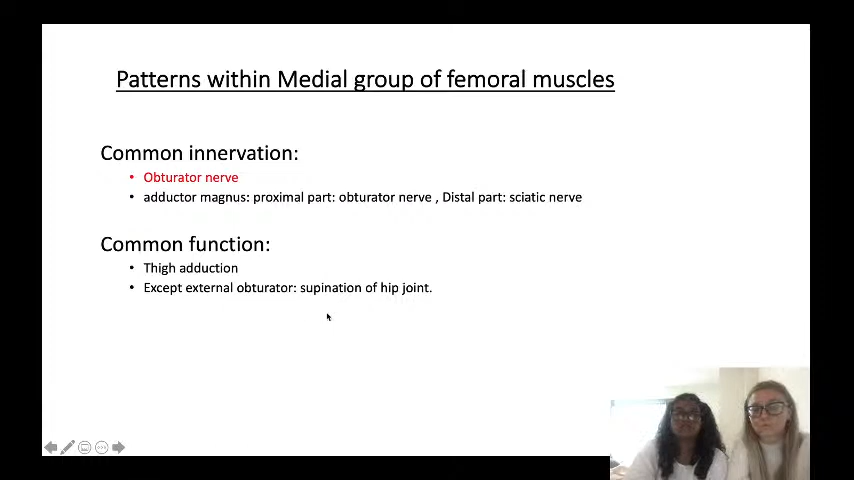 Patterns within Medial group of femoral muscles
Common innervation:
• Obturator nerve
• adductor magnus: proximal part: obturator nerve , Distal part: sciatic nerve
Common function:
• Thigh adduction
• Except external obturator: supination of hip joint.